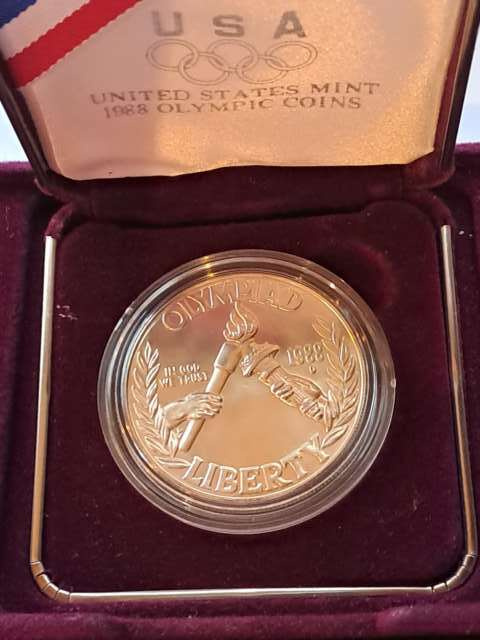 USA
UNITED STATES MINT
1988 OLYMPIC COINS
OLYMPIAD
IN GOD
WE TRUST
1988
LIBERTY